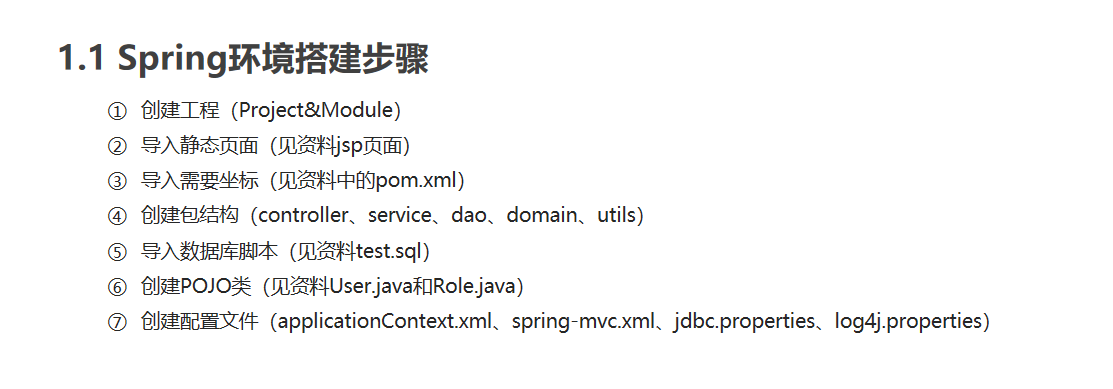 1.1 Spring环境搭建步骤
① 创建工程（Project&Module）
② 导入静态页面（见资料jsp页面）
③ 导入需要坐标（见资料中的pom.xml）
④ 创建包结构（controller、service、dao、domain、utils）
⑤ 导入数据库脚本（见资料test.sql）
⑥ 创建POJO类（见资料User.java和Role.java）
⑦ 创建配置文件（applicationContext.xml、spring-mvc.xml、jdbc.properties、log4j.properties）